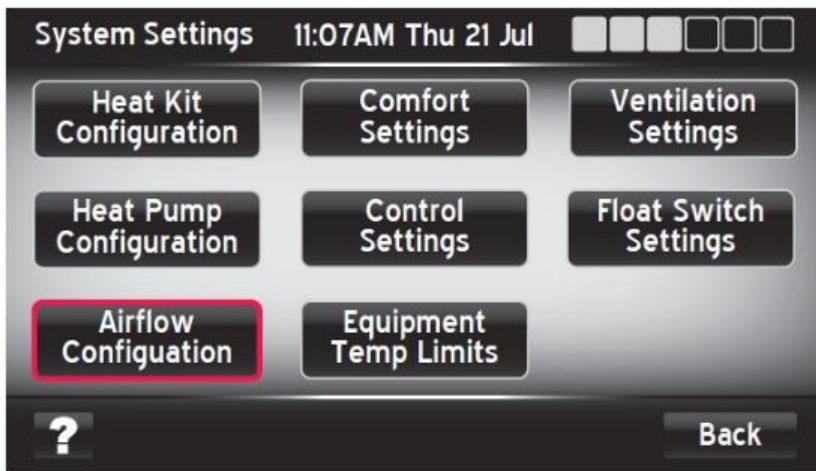 System Settings 11:07AM Thu 21 Jul
Heat Kit
Configuration
Comfort
Settings
Ventilation
Settings
Heat Pump
Configuration
Control
Settings
Float Switch
Settings
Airflow
Configuation
Equipment
Temp Limits
?
Back